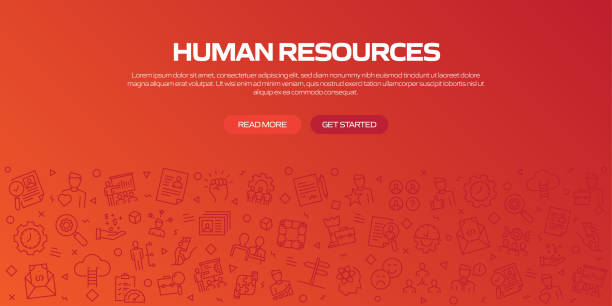 HUMAN RESOURCES
Lorem ipsum dolor sit amet, consectetuer adipiscing elit, sed diam nonummy nibh euismod tincidunt ut laoreet dolore
magna aliquam erat volutpat. Ut wisi enim ad minim veniam, quis nostrud exerci tation ullamcorper suscipit lobortis nisl ut
aliquip ex ea commodo consequat.
READ MORE
GET STARTED